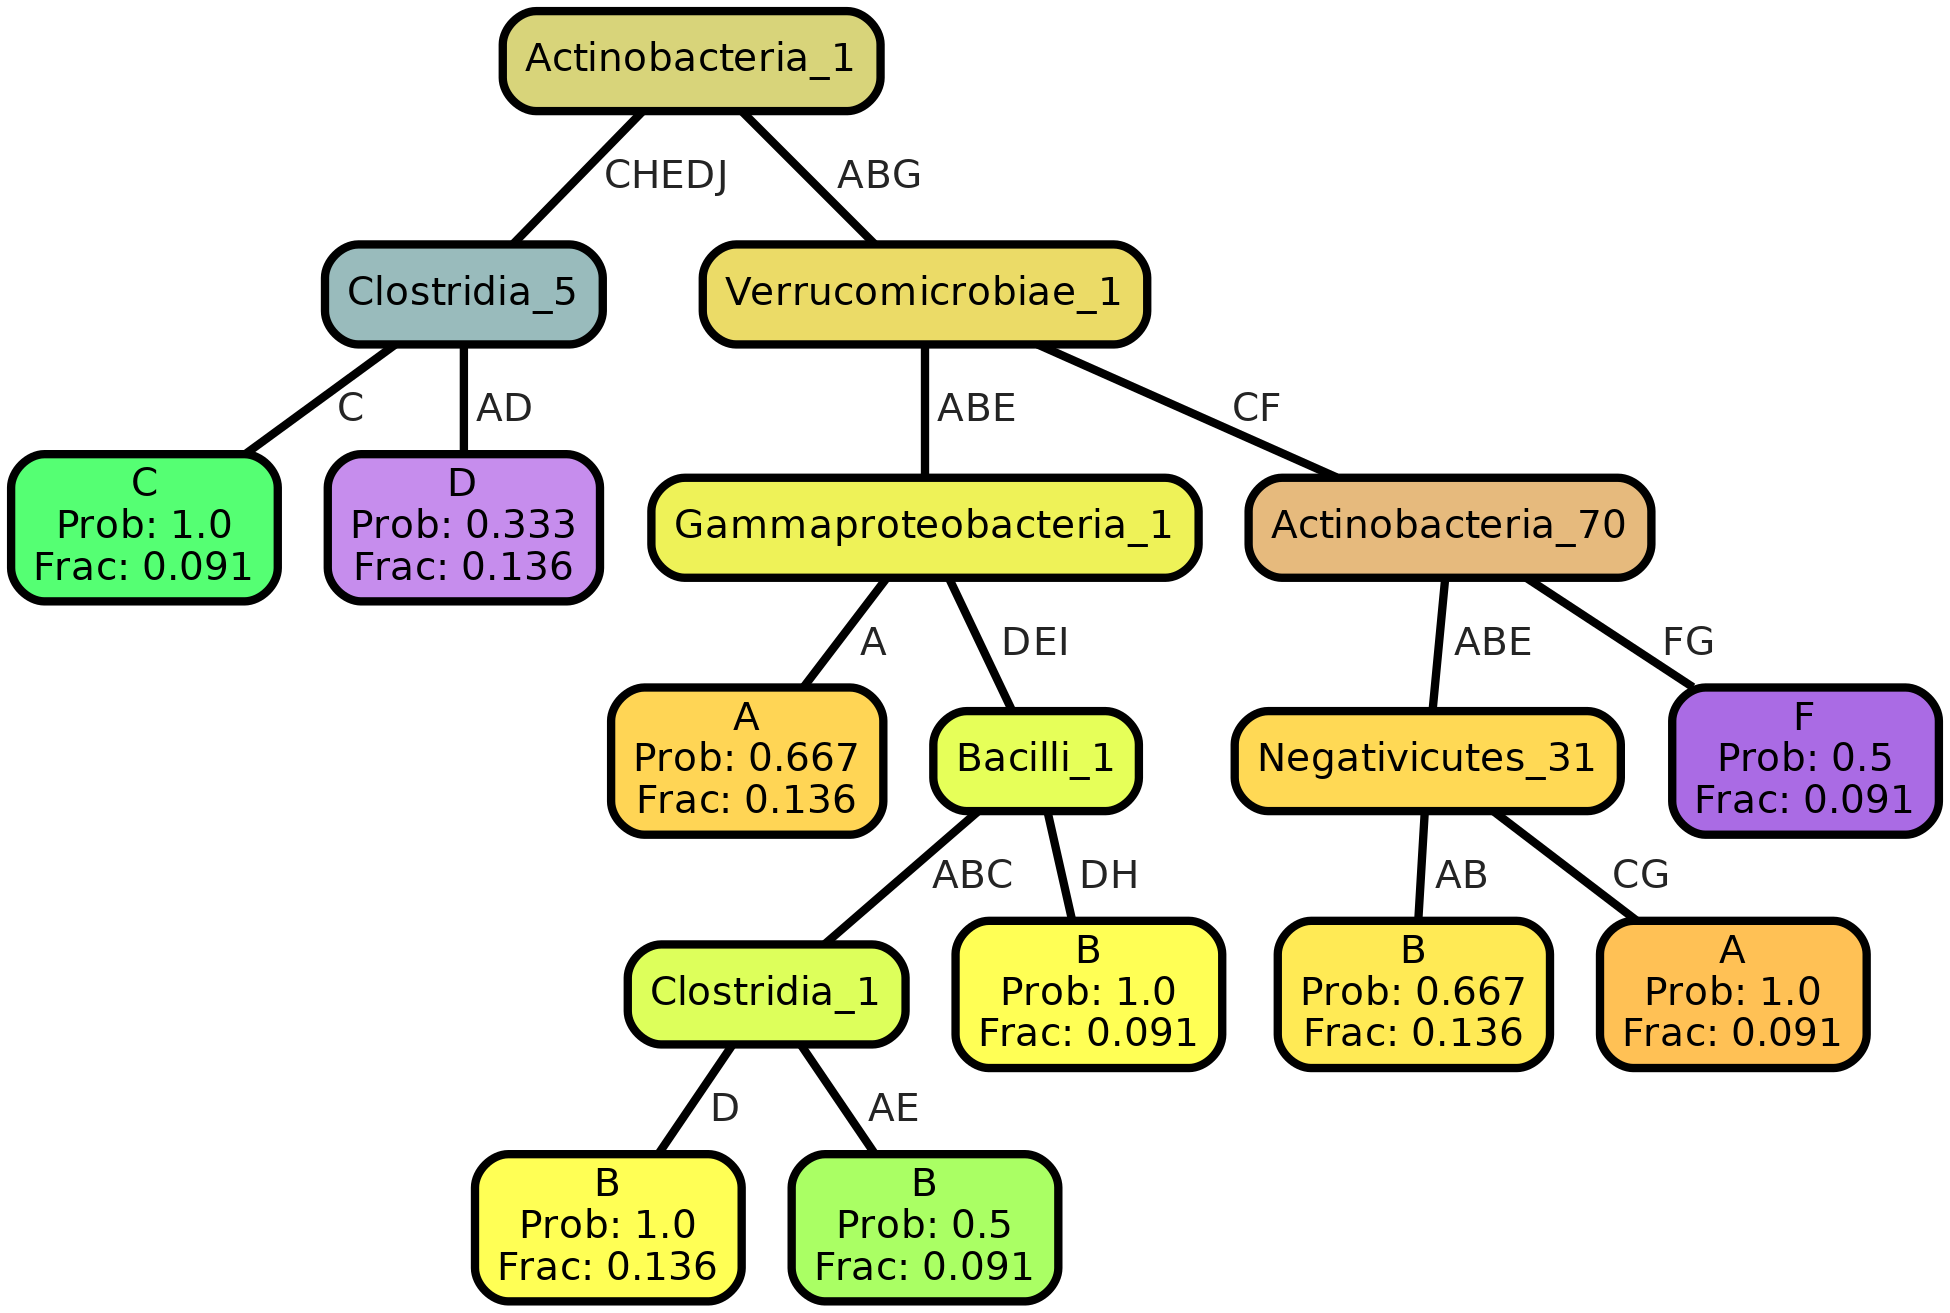 Actinobacteria_1
CHEDJ
ABG
Clostridia_5
Verrucomicrobiae_1
C
AD
ABE
CF
C
Prob: 1.0
Frac: 0.091
D
Prob: 0.333
Frac: 0.136
Gammaproteobacteria_1
Actinobacteria_70
A
DEI
ABE
FG
A
Prob: 0.667
Frac: 0.136
Bacilli_1
Negativicutes_31
F
Prob: 0.5
Frac: 0.091
ABC
DH
AB
CG
Clostridia_1
B
Prob: 1.0
Frac: 0.091
B
Prob: 0.667
Frac: 0.136
A
Prob: 1.0
Frac: 0.091
D
AE
B
Prob: 1.0
Frac: 0.136
B
Prob: 0.5
Frac: 0.091